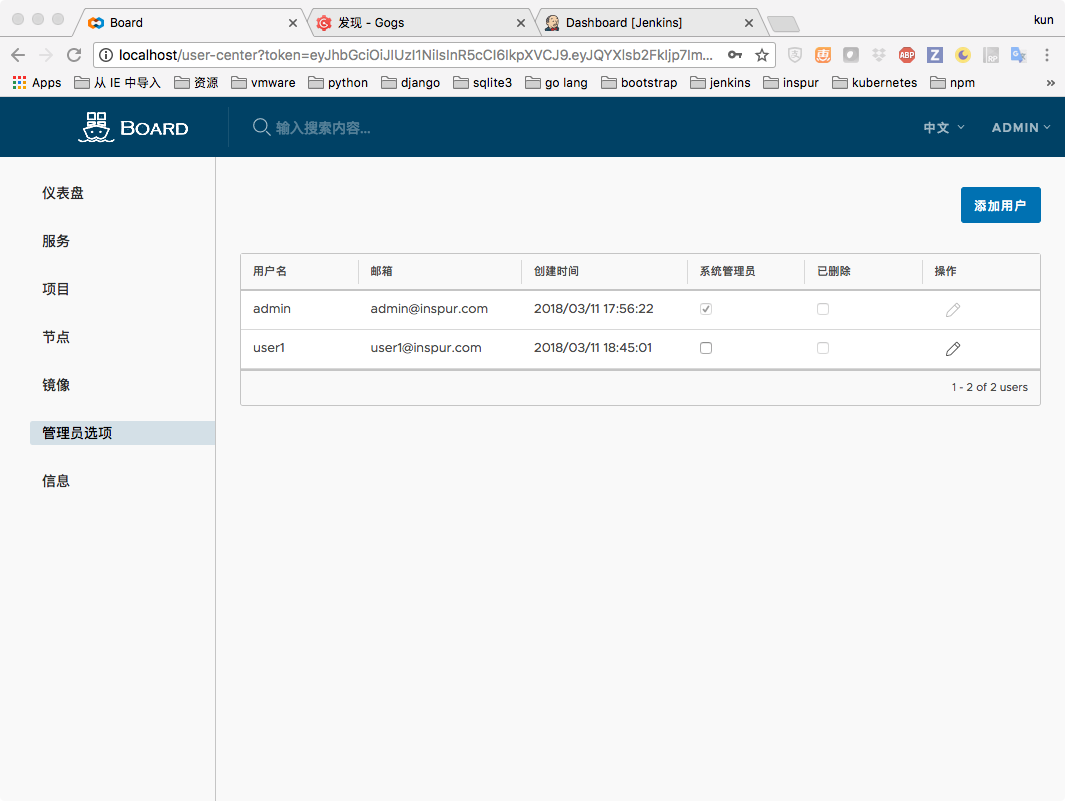 Board
发现 - Gogs
Dashboard [Jenkins]
kun
localhost/user-center?token=eyJhbGciOiJIUzI1NiIsInR5cCI6IkpXVCJ9.eyJQYXlsb2FkIjp7Im...
Apps 从 IE 中导入 资源 vmware python django sqlite3 go lang bootstrap jenkins inspur kubernetes npm »
BOARD
输入搜索内容...
中文
ADMIN
仪表盘
服务
项目
节点
镜像
管理员选项
信息
添加用户
用户名 邮箱 创建时间 系统管理员 已删除 操作
admin admin@inspur.com 2018/03/11 17:56:22
user1 user1@inspur.com 2018/03/11 18:45:01
1 - 2 of 2 users